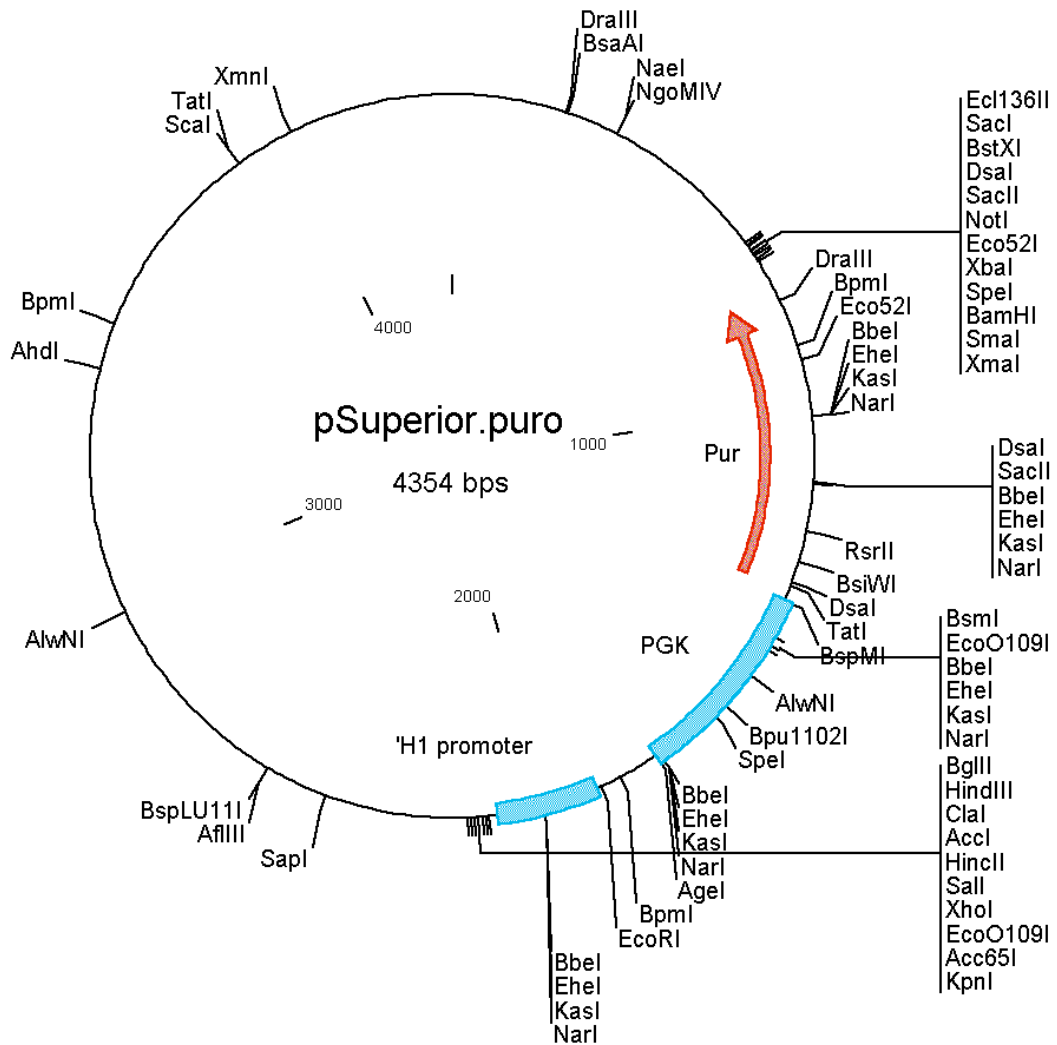 DraIII
BsaAI
NaeI
NgoMIV
XmnI
TatI
ScaI
BpmI
AhdI
AlwNI
BspLU11I
AflIII
SapI
4000
3000
2000
1000
pSuperior.puro
4354 bps
Pur
PGK
'H1 promoter
Ecl136II
SacI
BstXI
DsaI
SacII
NotI
Eco52I
XbaI
SpeI
BamHI
SmaI
XmaI
DraIII
BpmI
Eco52I
BbeI
EheI
KasI
NarI
DsaI
SacII
BbeI
EheI
KasI
NarI
RsrII
BsiWI
DsaI
TatI
BspMI
BsmI
EcoO109I
BbeI
EheI
KasI
NarI
AlwNI
Bpu1102I
SpeI
BbeI
EheI
KasI
NarI
AgeI
BpmI
EcoRI
BbeI
EheI
KasI
NarI
BglII
HindIII
ClaI
AccI
HincII
SalI
XhoI
EcoO109I
Acc65I
KpnI